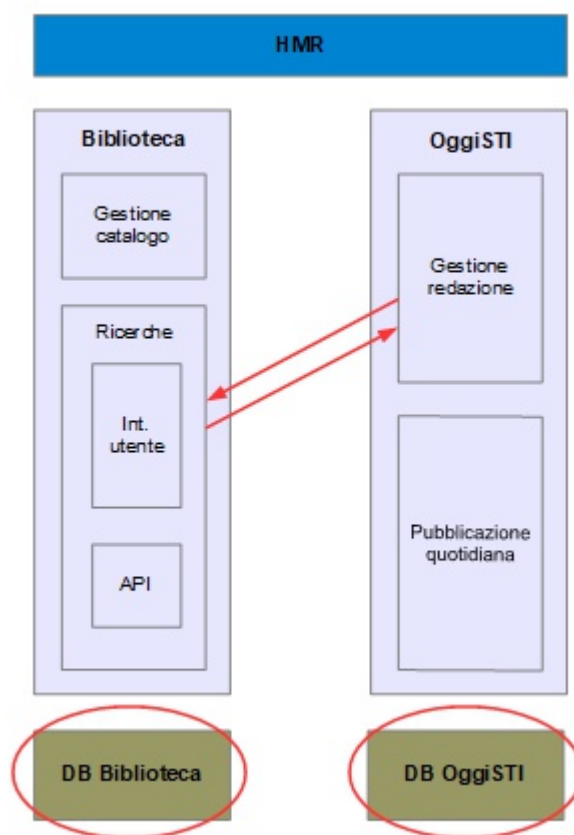 HMR
Biblioteca
Gestione
catalogo
Ricerche
Int.
utente
API
OggiSTI
Gestione
redazione
Pubblicazione
quotidiana
DB Biblioteca
DB OggiSTI